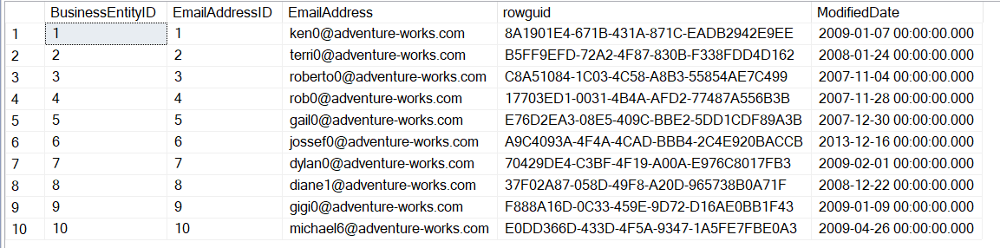 BusinessEntityID EmailAddressID EmailAddress rowguid ModifiedDate
1 1 1 ken0@adventure-works.com 8A1901E4-671B-431A-871C-EADB2942E9EE 2009-01-07 00:00:00.000
2 2 2 terri0@adventure-works.com B5FF9EFD-72A2-4F87-830B-F338FDD4D162 2008-01-24 00:00:00.000
3 3 3 roberto0@adventure-works.com C8A51084-1C03-4C58-A8B3-55854AE7C499 2007-11-04 00:00:00.000
4 4 4 rob0@adventure-works.com 17703ED1-0031-4B4A-AFD2-77487A556B3B 2007-11-28 00:00:00.000
5 5 5 gail0@adventure-works.com E76D2EA3-08E5-409C-BBE2-5DD1CDF89A3B 2007-12-30 00:00:00.000
6 6 6 jossef0@adventure-works.com A9C4093A-4F4A-4CAD-BBB4-2C4E920BACCB 2013-12-16 00:00:00.000
7 7 7 dylan0@adventure-works.com 70429DE4-C3BF-4F19-A00A-E976C8017FB3 2009-02-01 00:00:00.000
8 8 8 diane1@adventure-works.com 37F02A87-058D-49F8-A20D-965738B0A71F 2008-12-22 00:00:00.000
9 9 9 gigi0@adventure-works.com F888A16D-0C33-459E-9D72-D16AE0BB1F43 2009-01-09 00:00:00.000
10 10 10 michael6@adventure-works.com E0DD366D-433D-4F5A-9347-1A5FE7FBE0A3 2009-04-26 00:00:00.000